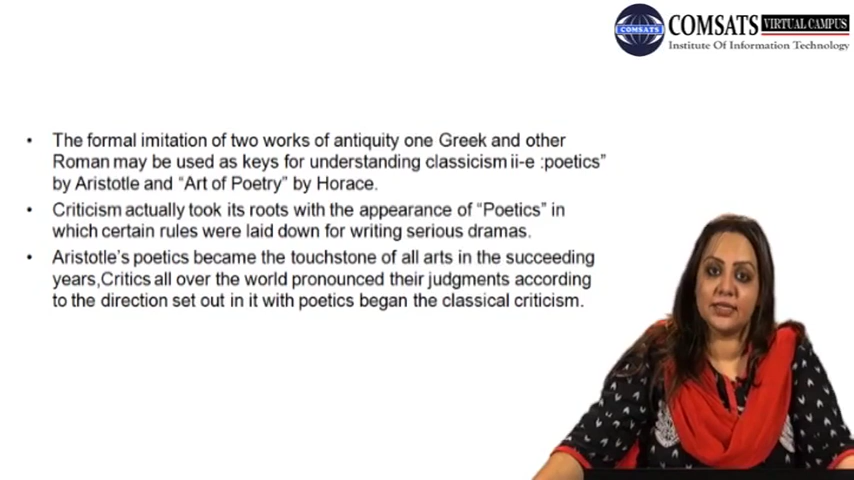 COMSATS
COMSATS VIRTUAL CAMPUS
Institute Of Information Technology
• The formal imitation of two works of antiquity one Greek and other
Roman may be used as keys for understanding classicism ii-e :poetics”
by Aristotle and “Art of Poetry” by Horace.
• Criticism actually took its roots with the appearance of “Poetics” in
which certain rules were laid down for writing serious dramas.
• Aristotle’s poetics became the touchstone of all arts in the succeeding
years,Critics all over the world pronounced their judgments according
to the direction set out in it with poetics began the classical criticism.